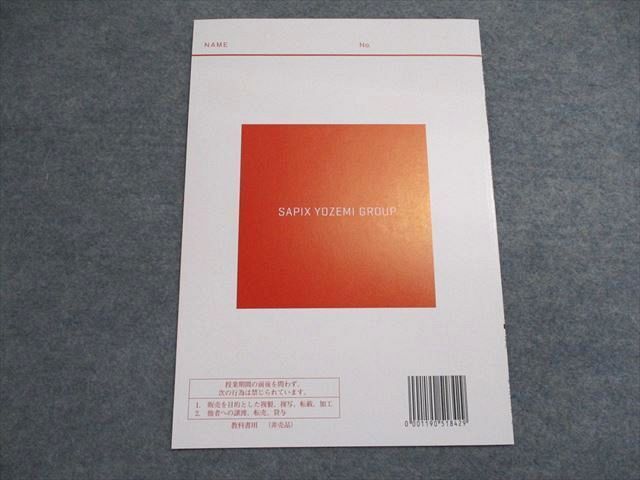 NAME No.
SAPIX YOZEMI GROUP
授業期間の前後を問わず、
次の行為は禁じられています。
1. 販売を目的とした複製、複写、転載、加工
2. 他者への譲渡、転売、貸与
教科書用 (非売品)
0 001190 518429